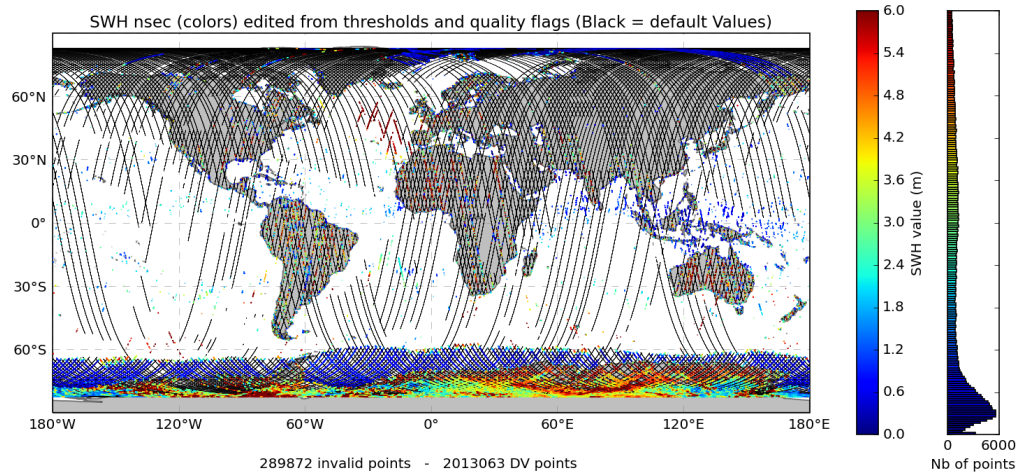 SWH nsec (colors) edited from thresholds and quality flags (Black = default Values)
60°N
30°N
0°
30°S
60°S
180°W 120°W 60°W 0° 60°E 120°E 180°E
289872 invalid points - 2013063 DV points
6.0
5.4
4.8
4.2
3.6
3.0
2.4
1.8
1.2
0.6
0.0
SWH value (m)
0 6000
Nb of points